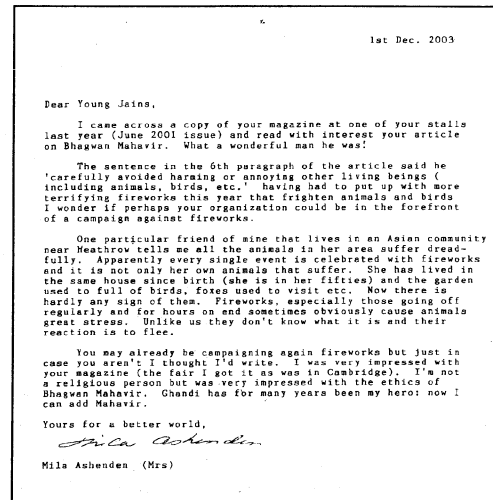 1st Dec. 2003
Dear Young Jains,
I came across a copy of your magazine at one of your stalls
last year (June 2001 issue) and read with interest your article
on Bhagwan Mahavir. What a wonderful man he was!
The sentence in the 6th paragraph of the article said he
'carefully avoided harming or annoying other living beings (
including animals, birds, etc.' having had to put up with more
terrifying fireworks this year that frighten animals and birds
I wonder if perhaps your organization could be in the forefront
of a campaign against fireworks.
One particular friend of mine that lives in an Asian community
near Heathrow tells me all the animals in her area suffer dread-
fully. Apparently every single event is celebrated with fireworks
and it is not only her own animals that suffer. She has lived in
the same house since birth (she is in her fifties) and the garden
used to full of birds, foxes used to visit etc. Now there is
hardly any sign of them. Fireworks, especially those going off
regularly and for hours on end sometimes obviously cause animals
great stress. Unlike us they don't know what it is and their
reaction is to flee.
You may already be campaigning again fireworks but just in
case you aren't I thought I'd write. I was very impressed with
your magazine (the fair I got it as was in Cambridge). I'm not
a religious person but was very impressed with the ethics of
Bhagwan Mahavir. Ghandi has for many years been my hero: now I
can add Mahavir.
Yours for a better world,
Mila Ashenden
Mila Ashenden (Mrs)